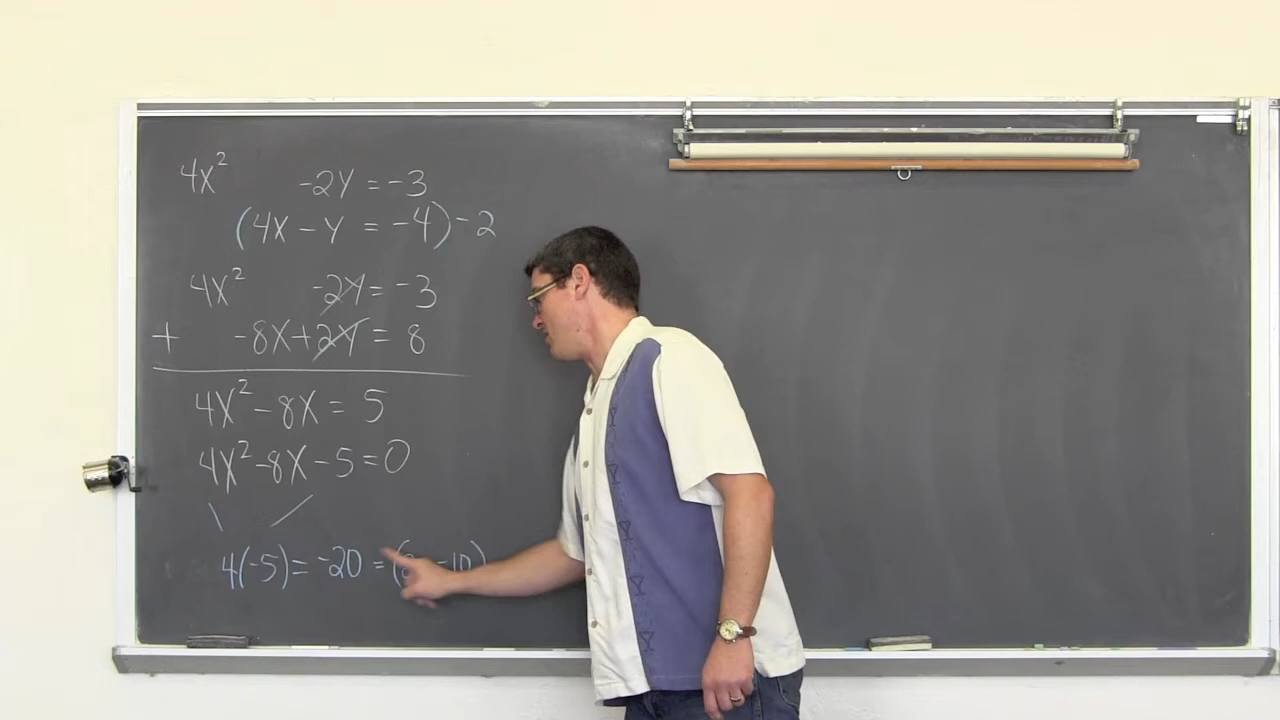 4X² -2Y = -3
(4X - Y = -4) -2
4X² -2Y = -3
+ -8X + 2Y = 8
4X² - 8X = 5
4X² - 8X - 5 = 0
4(-5) = -20 = ( -10)